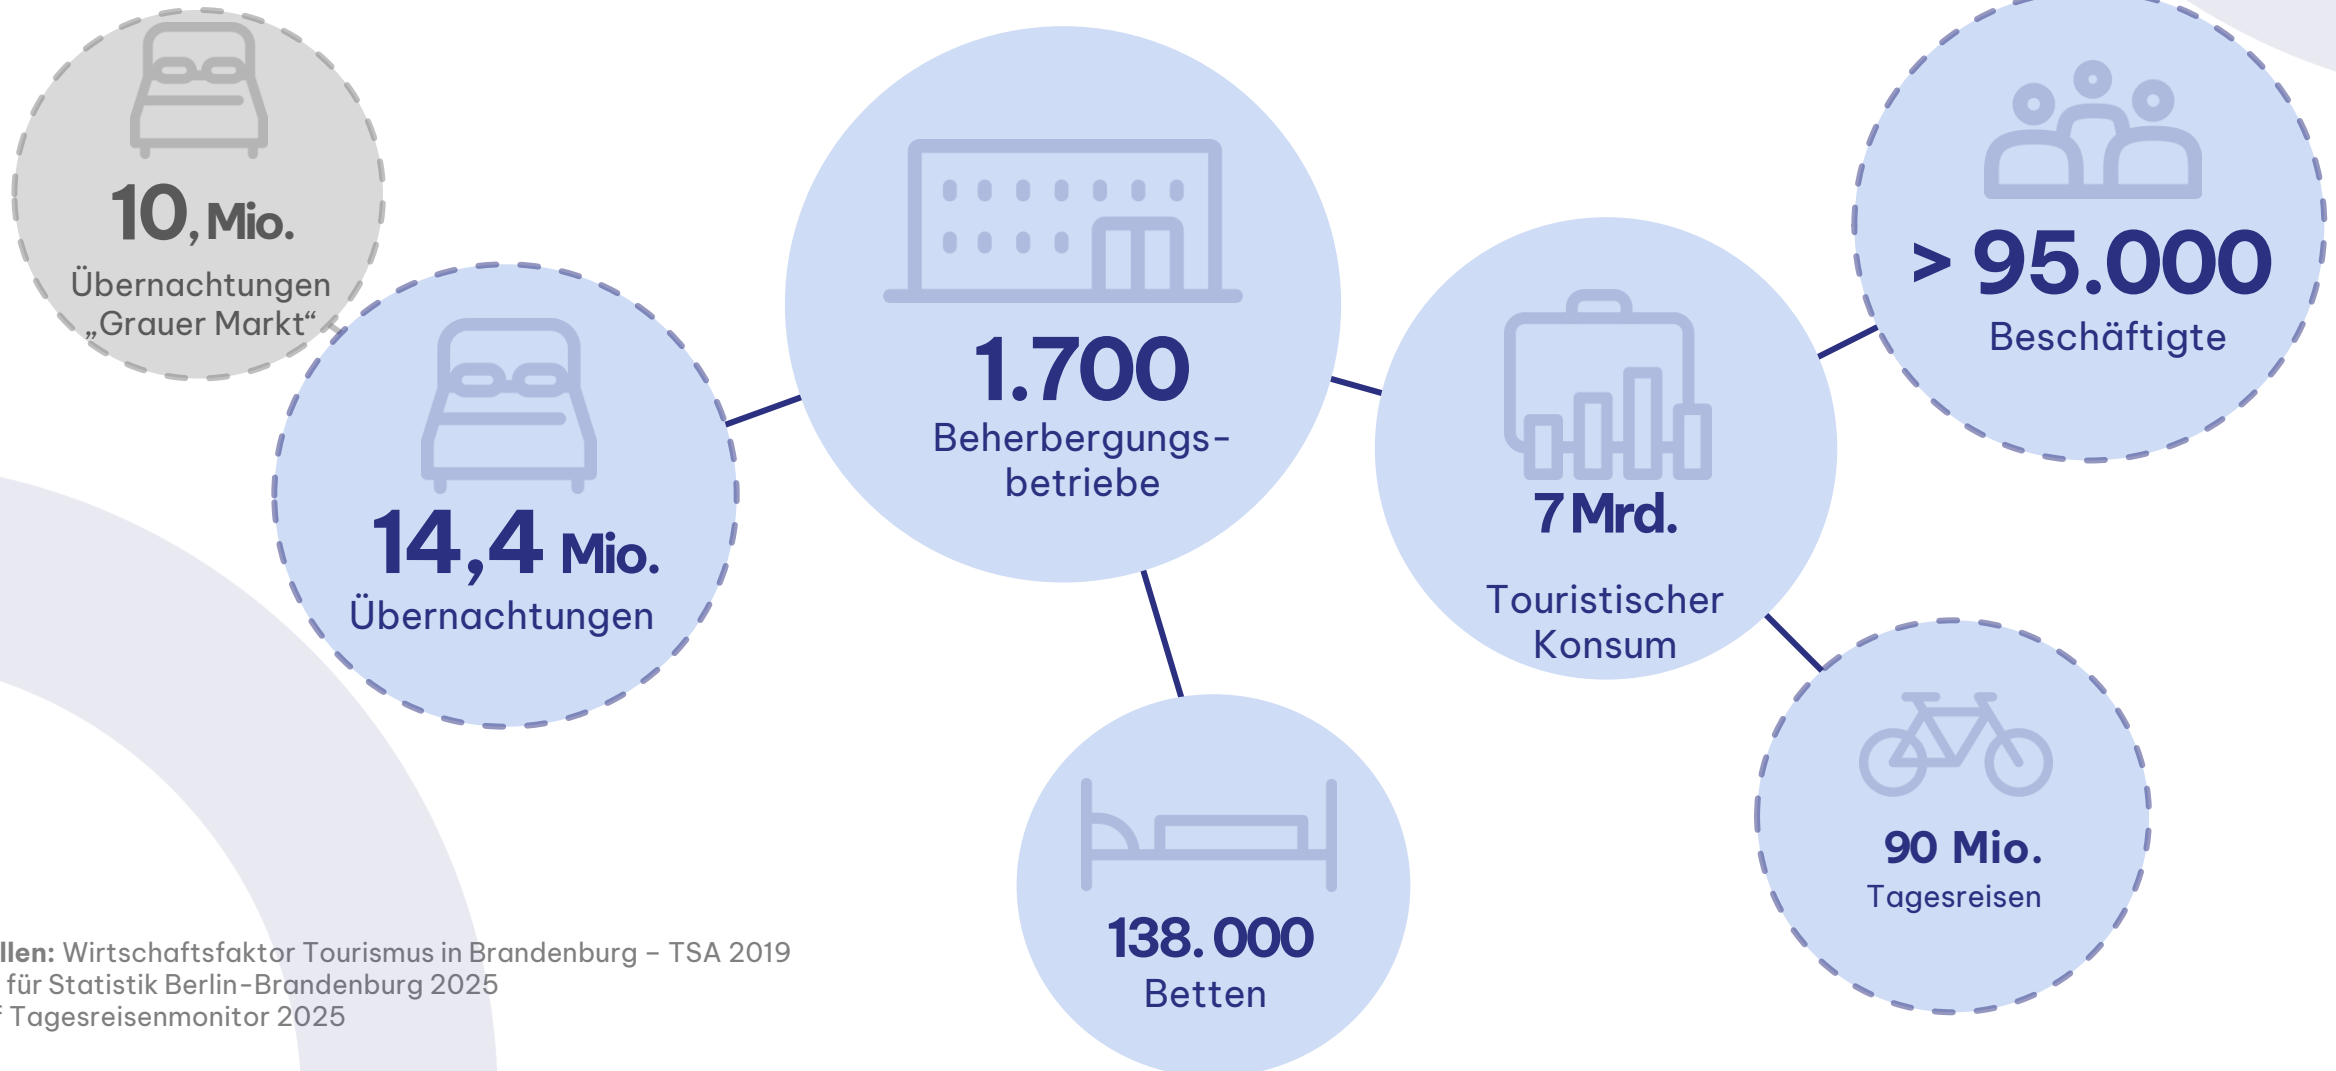 10, Mio.
Übernachtungen
„Grauer Markt“
14,4 Mio.
Übernachtungen
1.700
Beherbergungs-
betriebe
138. 000
Betten
7 Mrd.
Touristischer
Konsum
> 95.000
Beschäftigte
90 Mio.
Tagesreisen
llen: Wirtschaftsfaktor Tourismus in Brandenburg – TSA 2019
für Statistik Berlin-Brandenburg 2025
Tagesreisenmonitor 2025